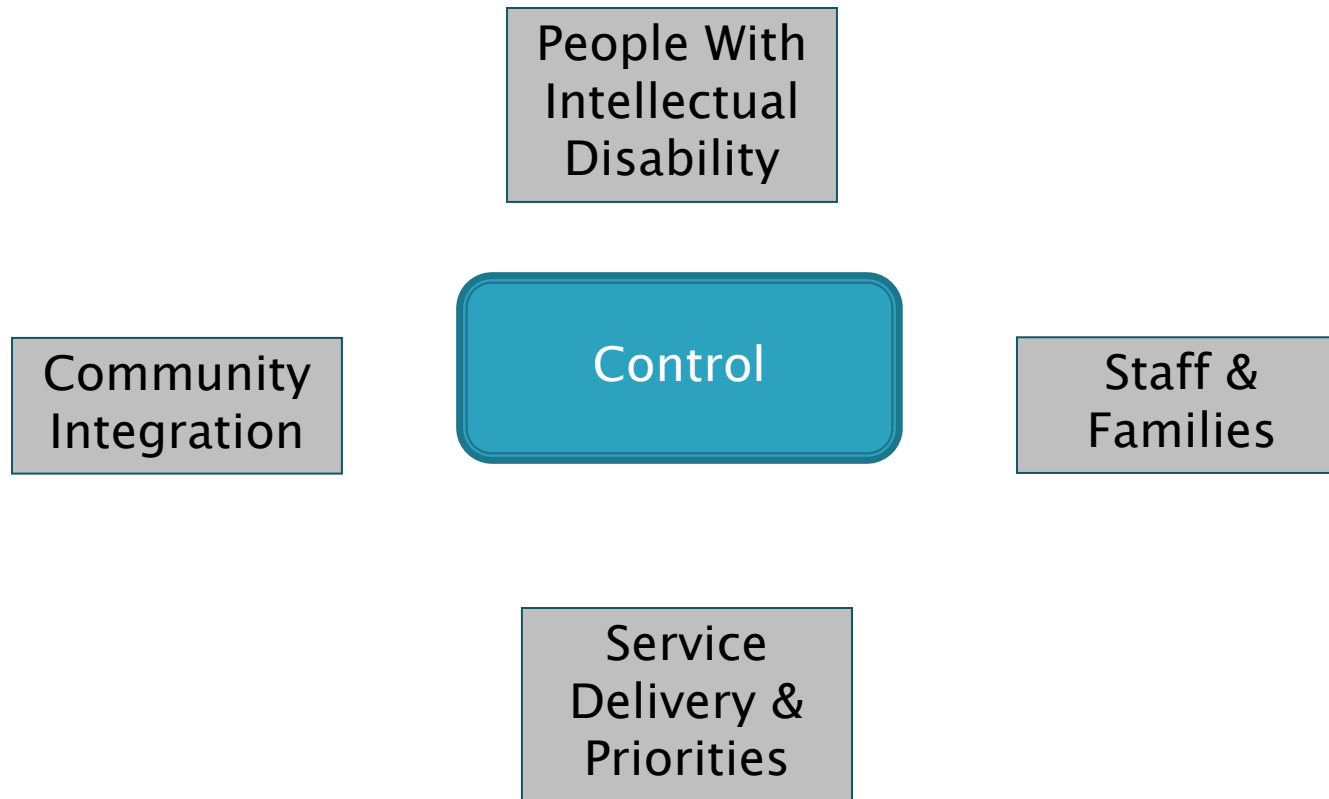 People With
Intellectual
Disability
Control
Community
Integration
Staff &
Families
Service
Delivery &
Priorities